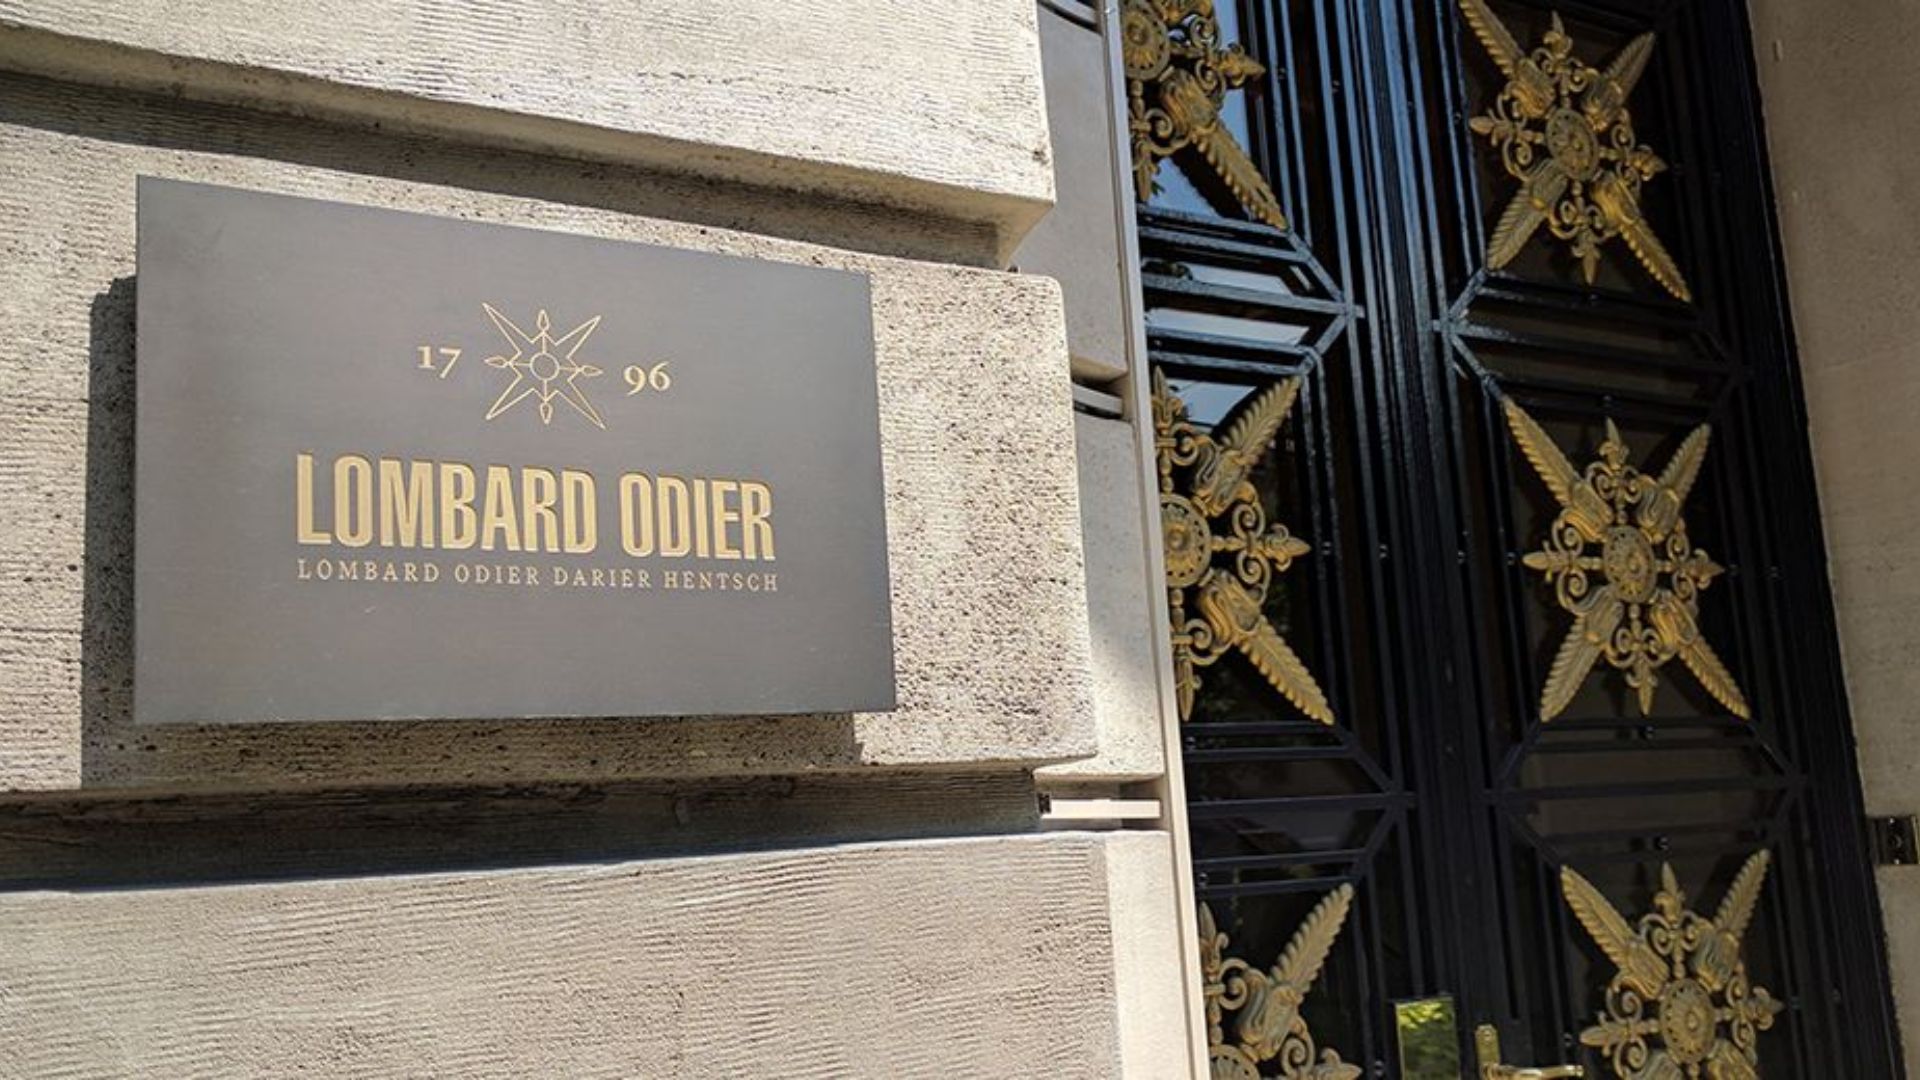 17 96
LOMBARD ODIER
LOMBARD ODIER DARIER HENTSCH